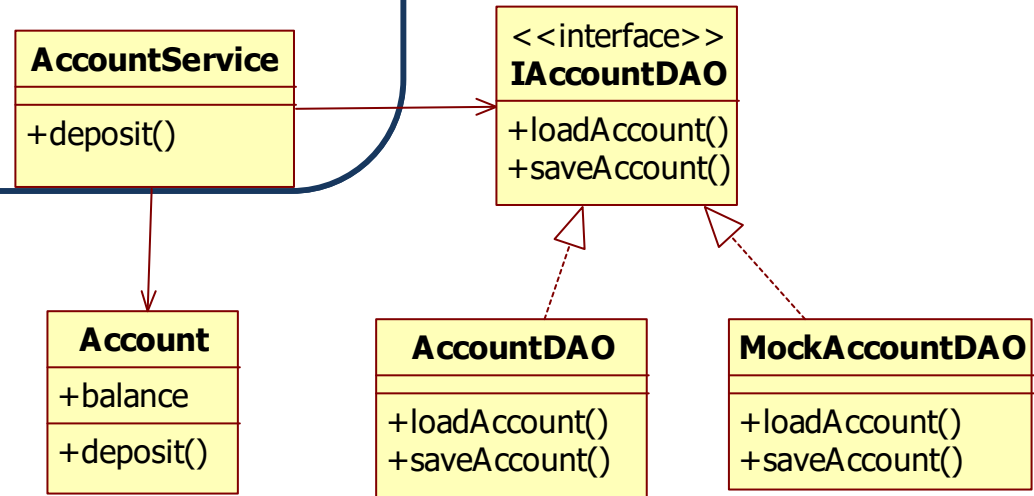 AccountService
+deposit()
<<interface>>
IAccountDAO
+loadAccount()
+saveAccount()
Account
+balance
+deposit()
AccountDAO
+loadAccount()
+saveAccount()
MockAccountDAO
+loadAccount()
+saveAccount()